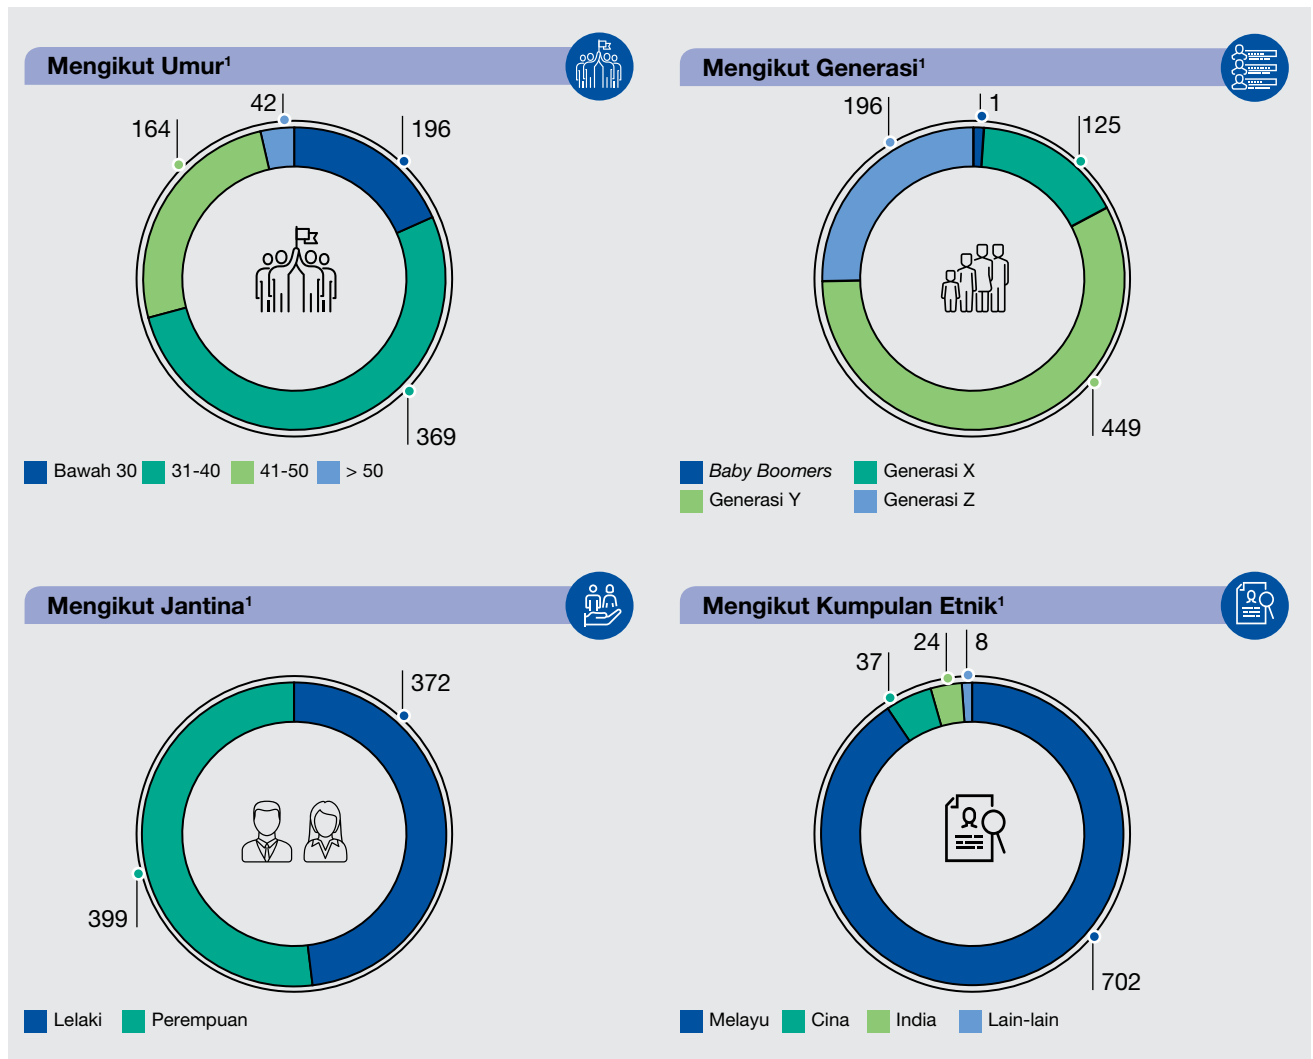 Mengikut Umur¹
42
164
196
369
Bawah 30 31-40 41-50 > 50
Mengikut Generasi¹
196
1
125
449
Baby Boomers Generasi X
Generasi Y Generasi Z
Mengikut Jantina¹
372
399
Lelaki Perempuan
Mengikut Kumpulan Etnik¹
24
8
37
702
Melayu Cina India Lain-lain